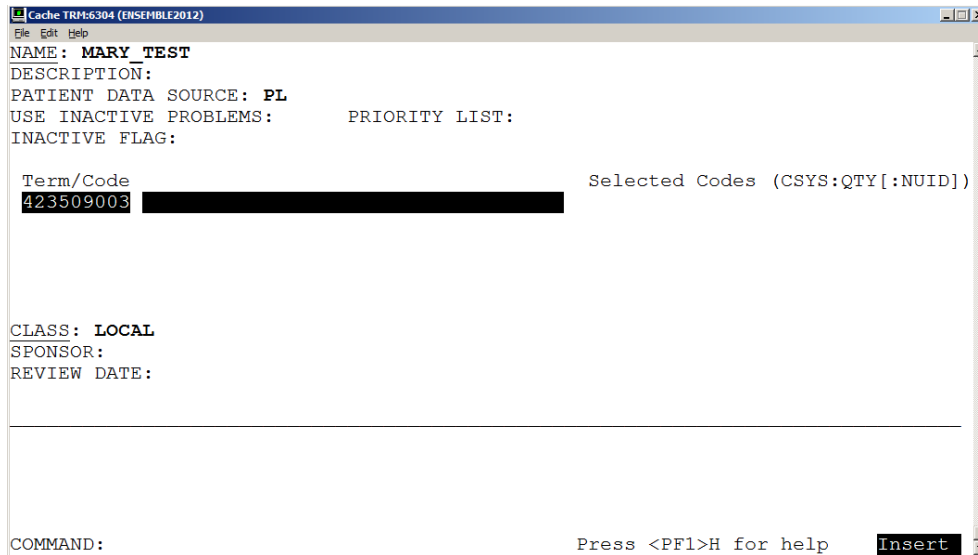 Cache TRM:6304 (ENSEMBLE2012)
File Edit Help
NAME: MARY_TEST
DESCRIPTION:
PATIENT DATA SOURCE: PL
USE INACTIVE PROBLEMS: PRIORITY LIST:
INACTIVE FLAG:
Term/Code Selected Codes (CSYS:QTY[:NUID])
423509003
CLASS: LOCAL
SPONSOR:
REVIEW DATE:
COMMAND: Press <PF1>H for help Insert